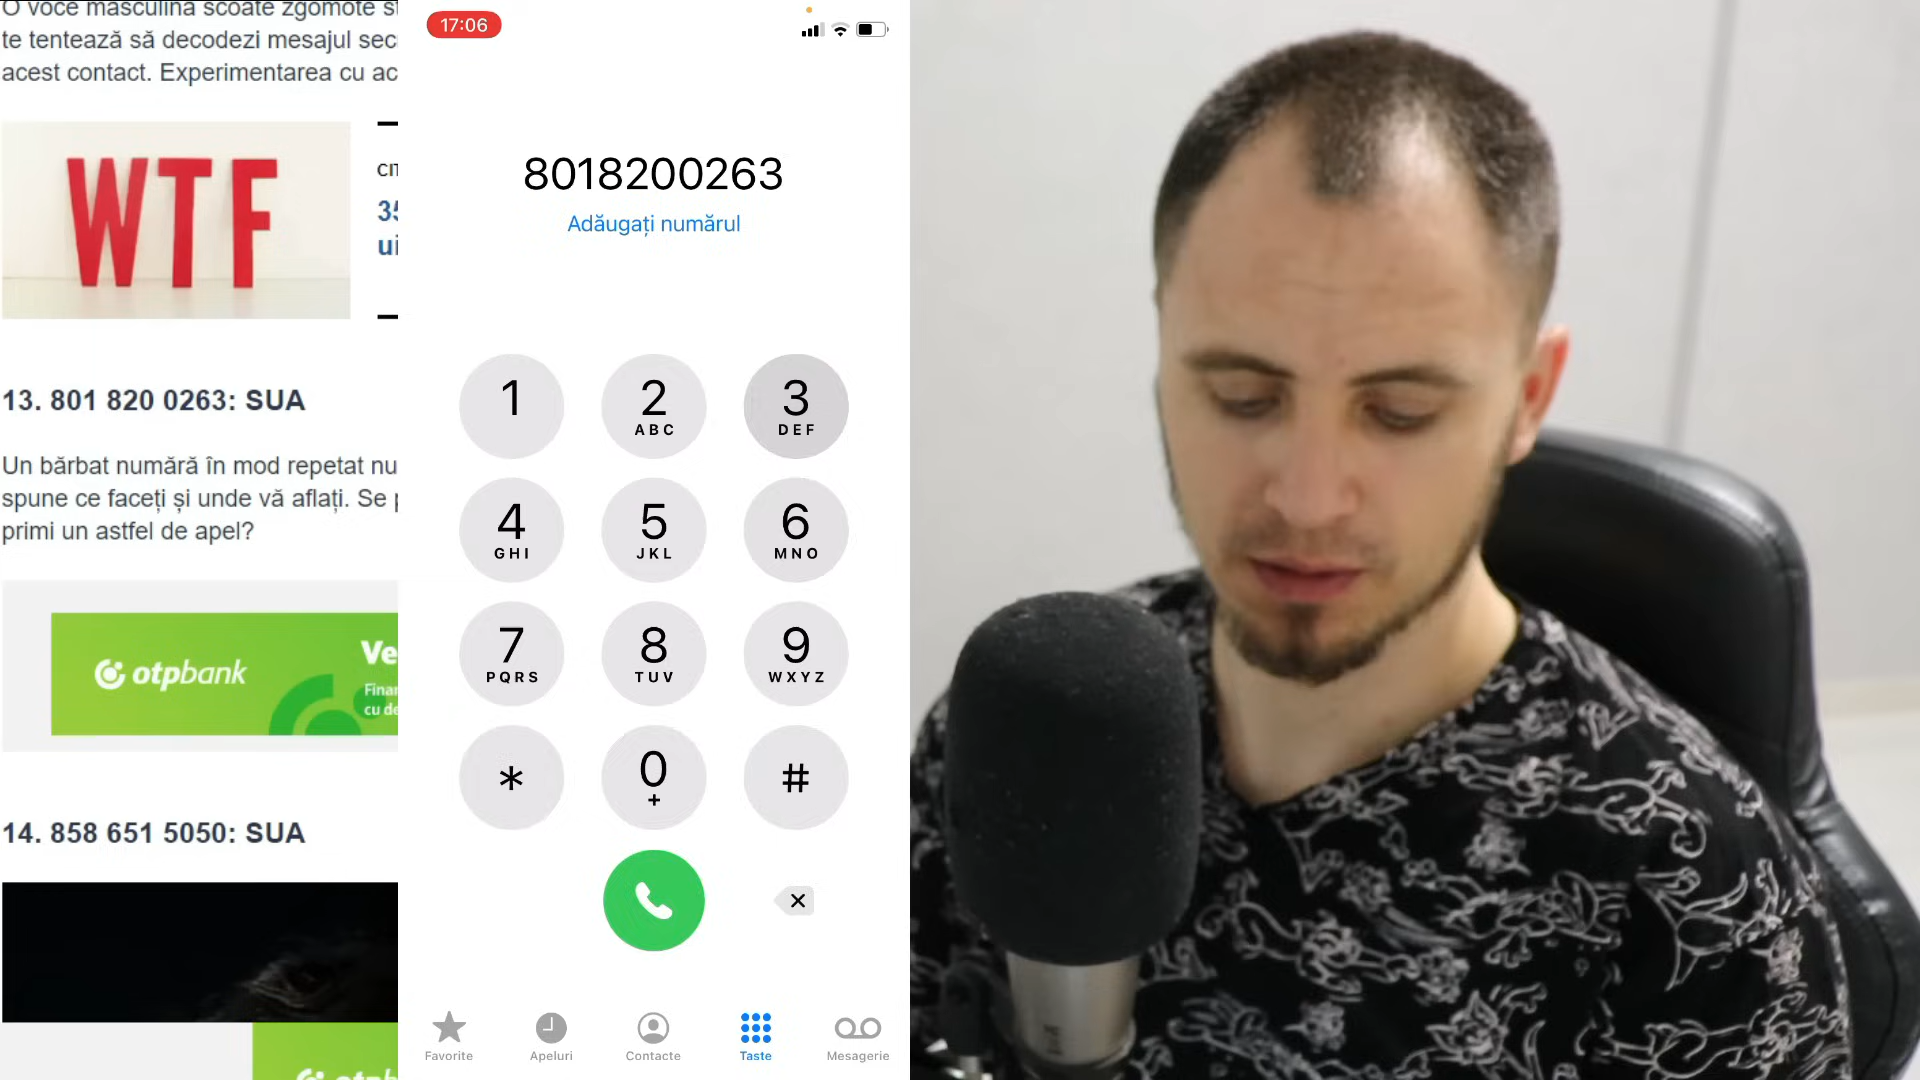 O voce masculină scoate zgomote
te tentează să decodezi mesajul
acest contact. Experimentarea cu
WTF
13. 801 820 0263: SUA
Un bărbat numără în mod repetat
spune ce faceți și unde vă aflați. Se
primi un astfel de apel?
otpbank
14. 858 651 5050: SUA
17:06
8018200263
Adăugați numărul
1
2
ABC
3
DEF
4
GHI
5
JKL
6
MNO
7
PQRS
8
TUV
9
WXYZ
*
0
+
#
Favorite
Apeluri
Contacte
Taste
Mesagerie